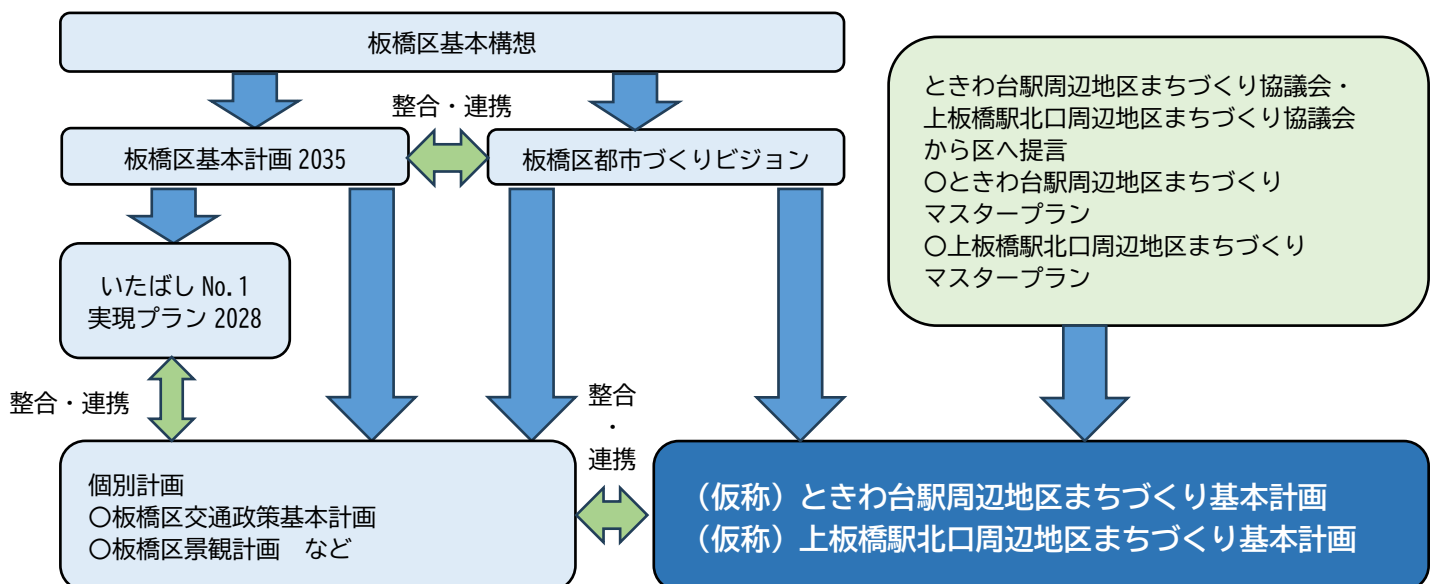 板橋区基本構想
整合・連携
板橋区基本計画 2035
板橋区都市づくりビジョン
ときわ台駅周辺地区まちづくり協議会・
上板橋駅北口周辺地区まちづくり協議会
から区へ提言
〇ときわ台駅周辺地区まちづくり
マスタープラン
〇上板橋駅北口周辺地区まちづくり
マスタープラン
いたばし No.1
実現プラン 2028
整合・連携
整合
・
連携
個別計画
〇板橋区交通政策基本計画
〇板橋区景観計画　など
（仮称）ときわ台駅周辺地区まちづくり基本計画
（仮称）上板橋駅北口周辺地区まちづくり基本計画